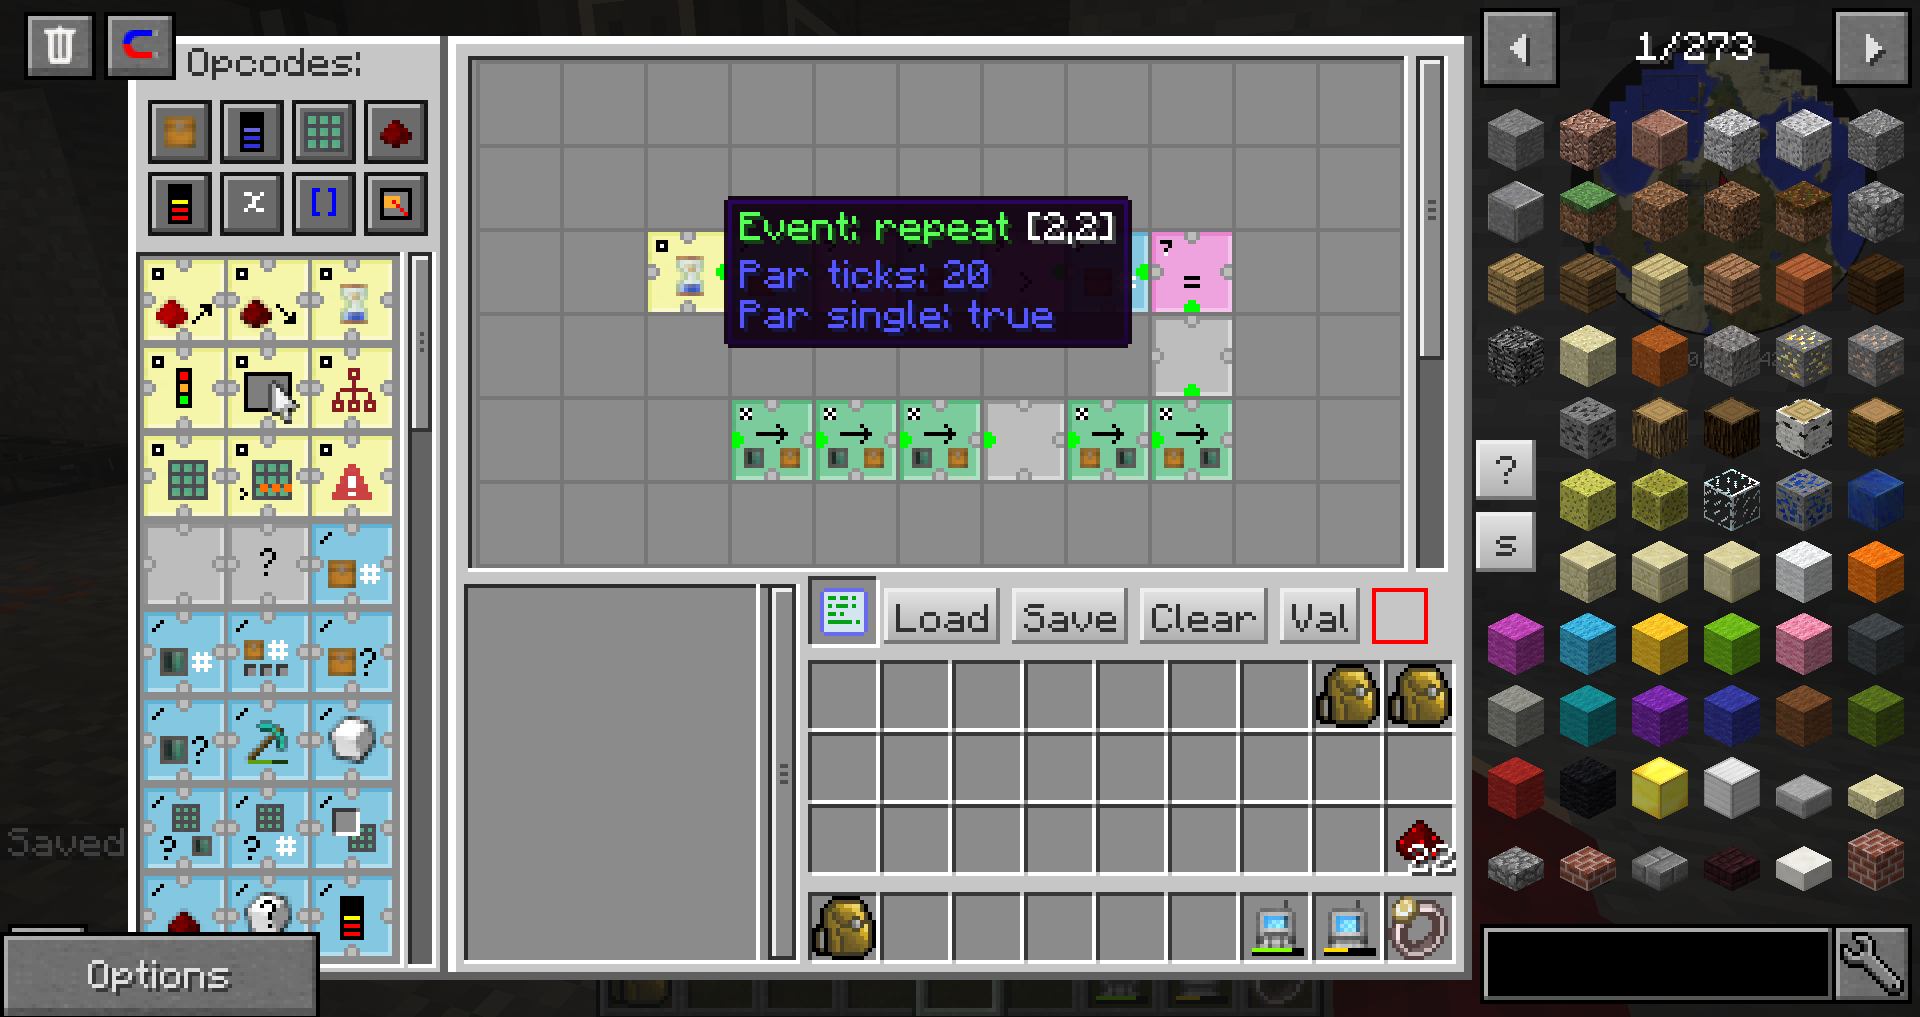 Opcodes:
1/273
Event: repeat [2,2]
Par ticks: 20
Par single: true
Load
Save
Clear
Val
?
s
22
Saved
Options